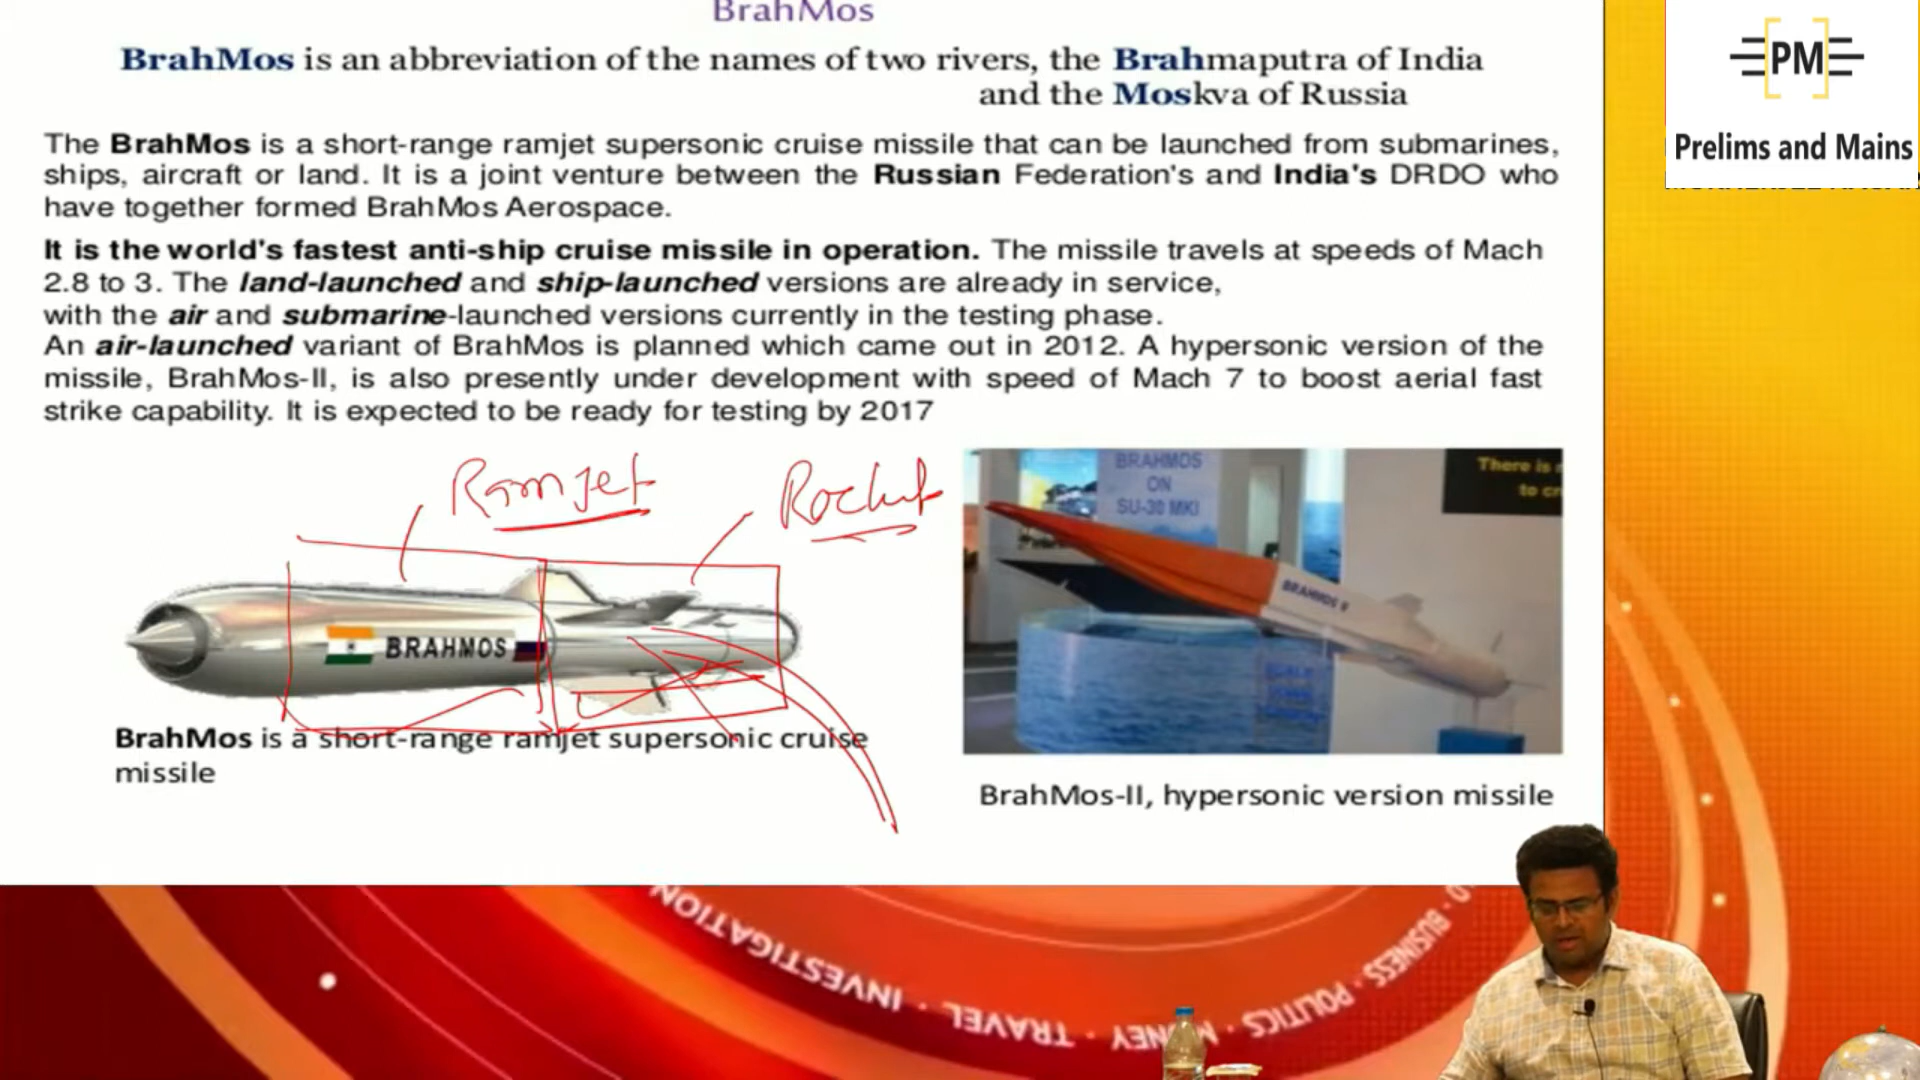 BrahMos
BrahMos is an abbreviation of the names of two rivers, the Brahmaputra of India
and the Moskva of Russia
PM
Prelims and Mains
The BrahMos is a short-range ramjet supersonic cruise missile that can be launched from submarines,
ships, aircraft or land. It is a joint venture between the Russian Federation's and India's DRDO who
have together formed BrahMos Aerospace.
It is the world's fastest anti-ship cruise missile in operation. The missile travels at speeds of Mach
2.8 to 3. The land-launched and ship-launched versions are already in service,
with the air and submarine-launched versions currently in the testing phase.
An air-launched variant of BrahMos is planned which came out in 2012. A hypersonic version of the
missile, BrahMos-II, is also presently under development with speed of Mach 7 to boost aerial fast
strike capability. It is expected to be ready for testing by 2017
Ramjet
Rocket
BRAHMOS
BrahMos is a short-range ramjet supersonic cruise
missile
BRAHMOS
ON
SU-30 MKI
There is
to
BRAHMOS II
BrahMos-II, hypersonic version missile
INVESTIGATION · TRAVEL · MONEY · POLITICS · BUSINESS